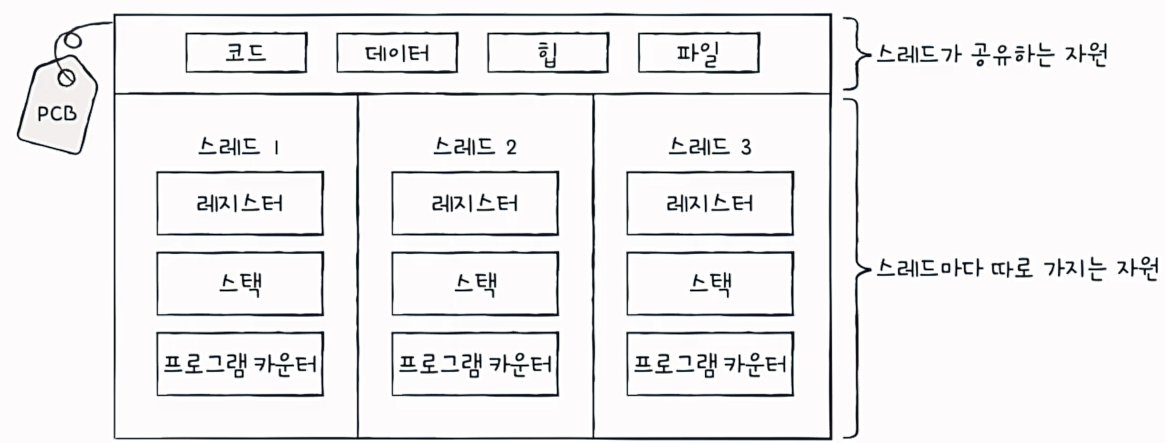 코드 데이터 힙 파일
스레드가 공유하는 자원
PCB
스레드 1 스레드 2 스레드 3
레지스터 레지스터 레지스터
스택 스택 스택
스레드마다 따로 가지는 자원
프로그램 카운터 프로그램 카운터 프로그램 카운터